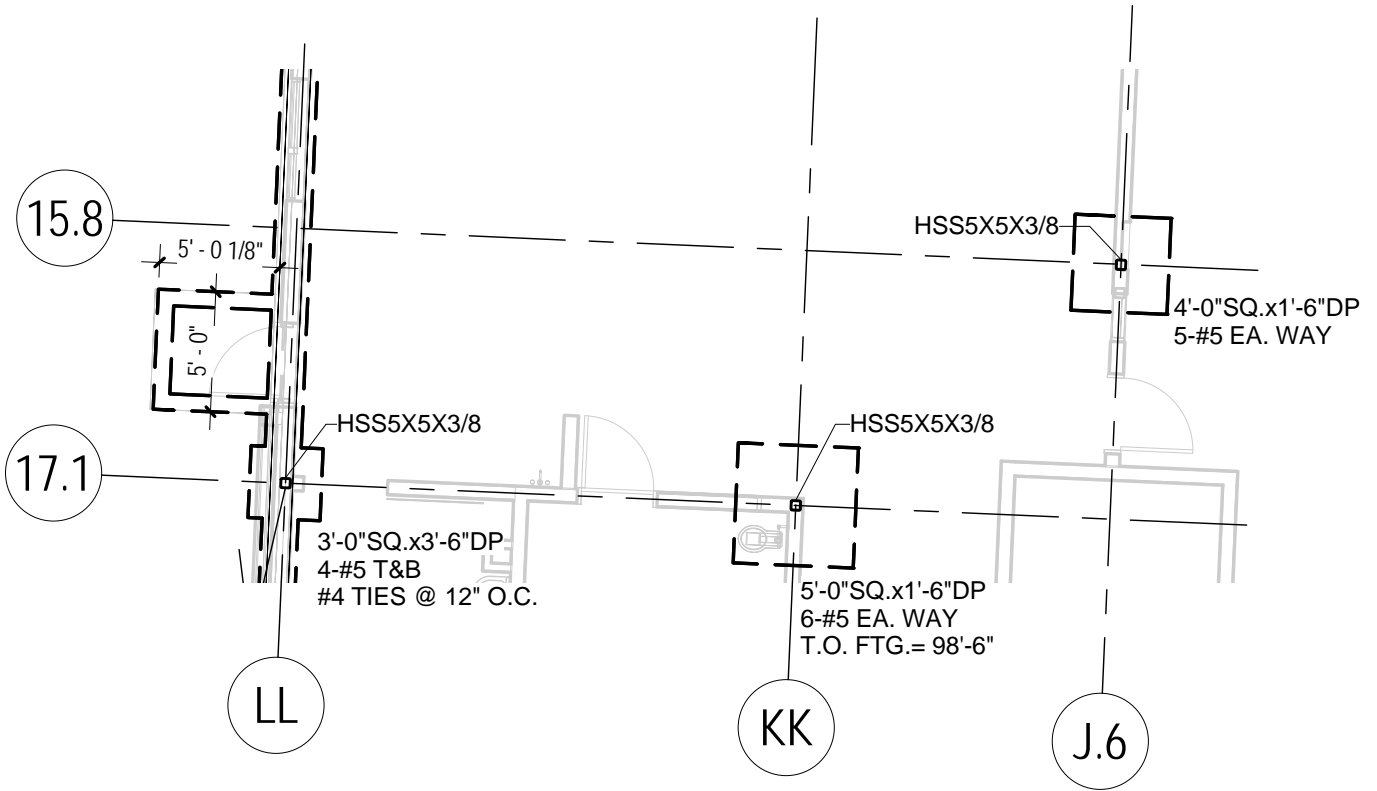 15.8
5' - 0 1/8"
HSS5X5X3/8
4'-0"SQ.x1'-6"DP
5-#5 EA. WAY
5' - 0"
17.1
HSS5X5X3/8
HSS5X5X3/8
3'-0"SQ.x3'-6"DP
4-#5 T&B
#4 TIES @ 12" O.C.
5'-0"SQ.x1'-6"DP
6-#5 EA. WAY
T.O. FTG.= 98'-6"
LL
KK
J.6